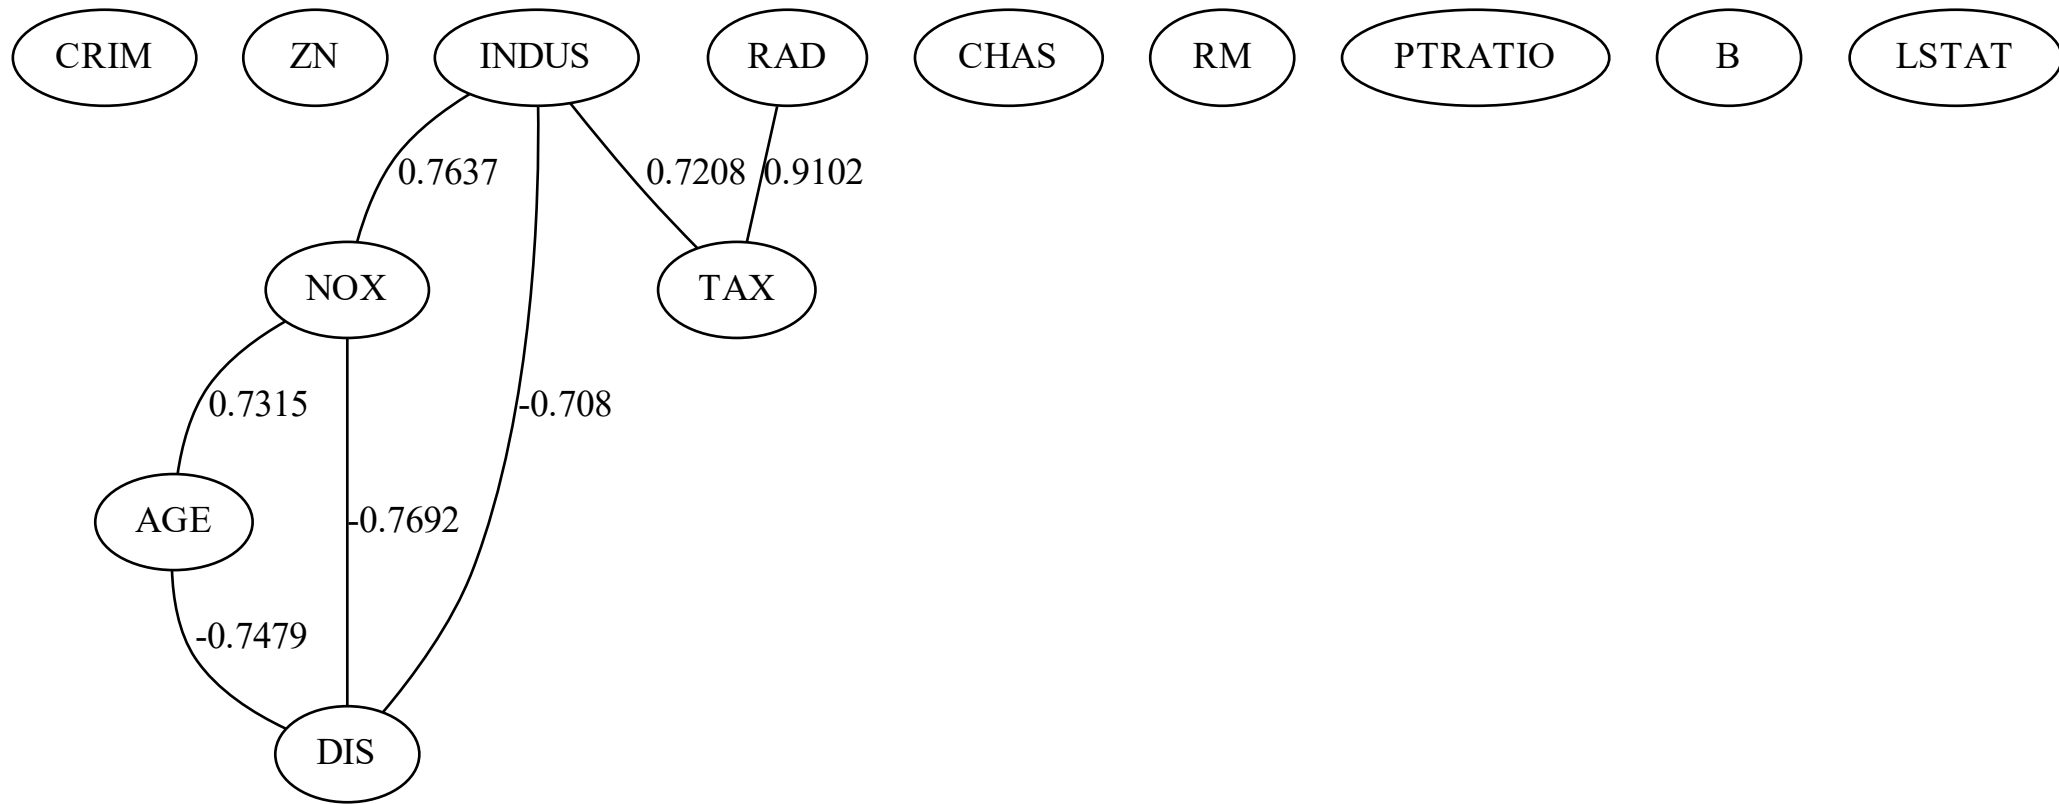 CRIM ZN INDUS RAD CHAS RM PTRATIO B LSTAT
0.7637 0.7208 0.9102
NOX TAX
0.7315 -0.708
AGE -0.7692
-0.7479
DIS